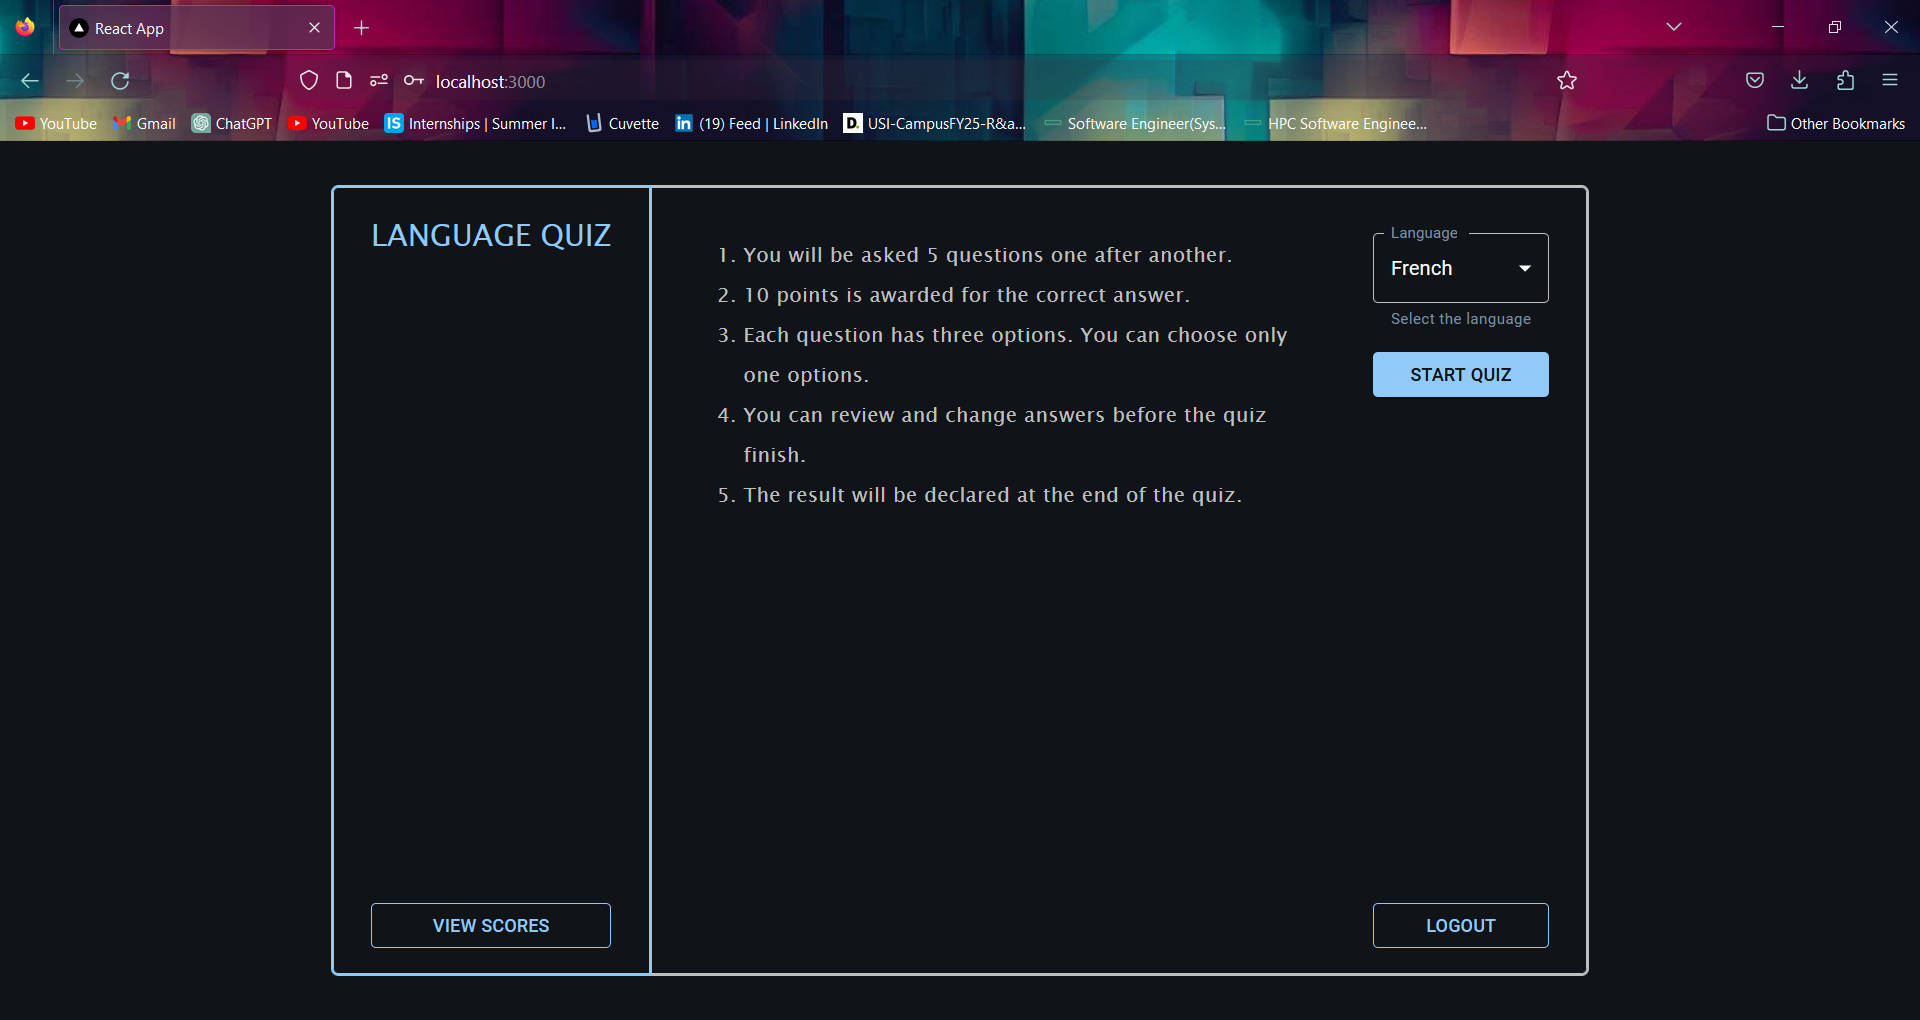 React App
localhost:3000
YouTube
Gmail
ChatGPT
YouTube
IS Internships | Summer I...
Cuvette
in (19) Feed | LinkedIn
D. USI-CampusFY25-R&a...
Software Engineer(Sys...
HPC Software Enginee...
Other Bookmarks
LANGUAGE QUIZ
1. You will be asked 5 questions one after another.
2. 10 points is awarded for the correct answer.
3. Each question has three options. You can choose only
one options.
4. You can review and change answers before the quiz
finish.
5. The result will be declared at the end of the quiz.
Language
French
Select the language
START QUIZ
VIEW SCORES
LOGOUT